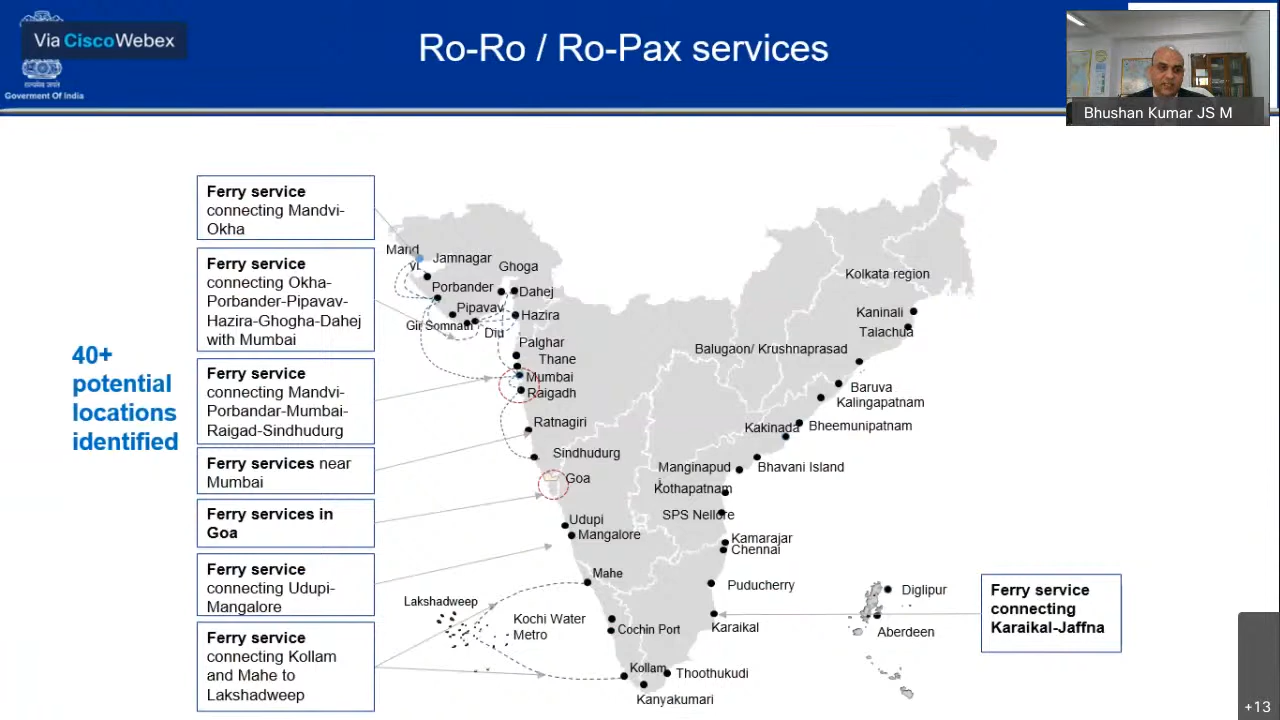 Via Cisco Webex
Goverment Of India
Ro-Ro / Ro-Pax services
Bhushan Kumar JS M
40+
potential
locations
identified
Ferry service
connecting Mandvi-
Okha
Ferry service
connecting Okha-
Porbander-Pipavav-
Hazira-Ghogha-Dahej
with Mumbai
Ferry service
connecting Mandvi-
Porbandar-Mumbai-
Raigad-Sindhudurg
Ferry services near
Mumbai
Ferry services in
Goa
Ferry service
connecting Udupi-
Mangalore
Ferry service
connecting Kollam
and Mahe to
Lakshadweep
Mand
Jamnagar
Ghoga
Porbander
Dahej
Pipavav
Hazira
Gir Somnath
Diu
Palghar
Thane
Mumbai
Raigadh
Ratnagiri
Sindhudurg
Goa
Udupi
Mangalore
Mahe
Lakshadweep
Kochi Water
Metro
Cochin Port
Kollam
Thoothukudi
Kanyakumari
Kolkata region
Kaninali
Talachua
Balugaon/ Krushnaprasad
Baruva
Kalingapatnam
Kakinada
Bheemunipatnam
Manginapud
Bhavani Island
Kothapatnam
SPS Nellore
Kamarajar
Chennai
Puducherry
Karaikal
Diglipur
Aberdeen
Ferry service
connecting
Karaikal-Jaffna
+13